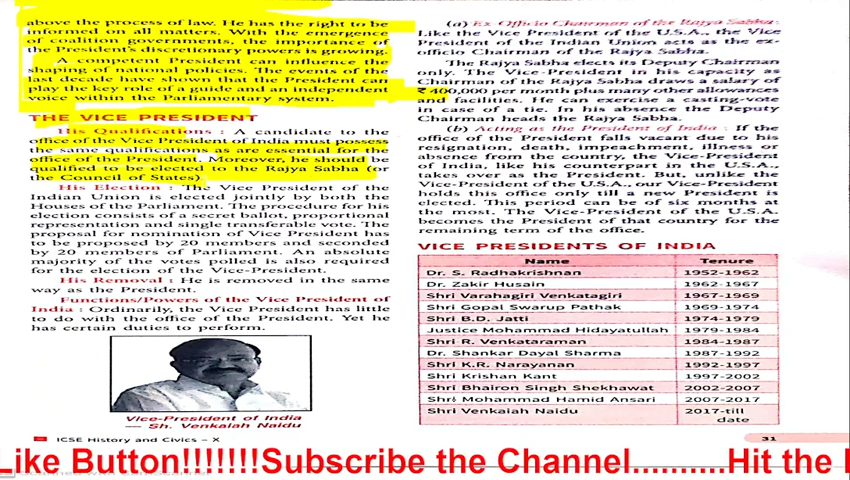 above the process of law. He has the right to be
informed on all matters. With the emergence
of coalition governments, the importance of
the President's discretionary powers is growing.
A competent President can influence the
shaping of national policies. The events of the
last decade have shown that the President can
play the key role of a guide and an independent
voice within the Parliamentary system.
THE VICE PRESIDENT
His Qualifications : A candidate to the
office of the Vice President of India must possess
the same qualifications as are essential for the
office of the President. Moreover, he should be
qualified to be elected to the Rajya Sabha (or
the Council of States).
His Election : The Vice President of the
Indian Union is elected jointly by both the
Houses of the Parliament. The procedure for his
election consists of a secret ballot, proportional
representation and single transferable vote. The
proposal for nomination of Vice President has
to be proposed by 20 members and seconded
by 20 members of Parliament. An absolute
majority of the votes polled is also required
for the election of the Vice-President.
His Removal : He is removed in the same
way as the President.
Functions/Powers of the Vice President of
India : Ordinarily, the Vice President has little
to do with the office of the President. Yet he
has certain duties to perform.
Vice-President of India
— Sh. Venkaiah Naidu
ICSE History and Civics – X
(a) Ex Officio Chairman of the Rajya Sabha :
Like the Vice President of the U.S.A., the Vice
President of the Indian Union acts as the ex-
officio Chairman of the Rajya Sabha.
The Rajya Sabha elects its Deputy Chairman
only. The Vice-President in his capacity as
Chairman of the Rajya Sabha draws a salary of
₹ 400,000 per month plus many other allowances
and facilities. He can exercise a casting-vote
in case of a tie. In his absence the Deputy
Chairman heads the Rajya Sabha.
(b) Acting as the President of India : If the
office of the President falls vacant due to his
resignation, death, impeachment, illness or
absence from the country, the Vice-President
of India, like his counterpart in the U.S.A.,
takes over as the President. But, unlike the
Vice-President of the U.S.A., our Vice-President
holds this office only till a new President is
elected. This period can be of six months at
the most. The Vice-President of the U.S.A.
becomes the President of that country for the
remaining term of the office.
VICE PRESIDENTS OF INDIA
Name Tenure
Dr. S. Radhakrishnan 1952-1962
Dr. Zakir Husain 1962-1967
Shri Varahagiri Venkatagiri 1967-1969
Shri Gopal Swarup Pathak 1969-1974
Shri B.D. Jatti 1974-1979
Justice Mohammad Hidayatullah 1979-1984
Shri R. Venkataraman 1984-1987
Dr. Shankar Dayal Sharma 1987-1992
Shri K.R. Narayanan 1992-1997
Shri Krishan Kant 1997-2002
Shri Bhairon Singh Shekhawat 2002-2007
Shri Mohammad Hamid Ansari 2007-2017
Shri Venkaiah Naidu 2017-till
date
31
Like Button!!!!!!!Subscribe the Channel..........Hit the